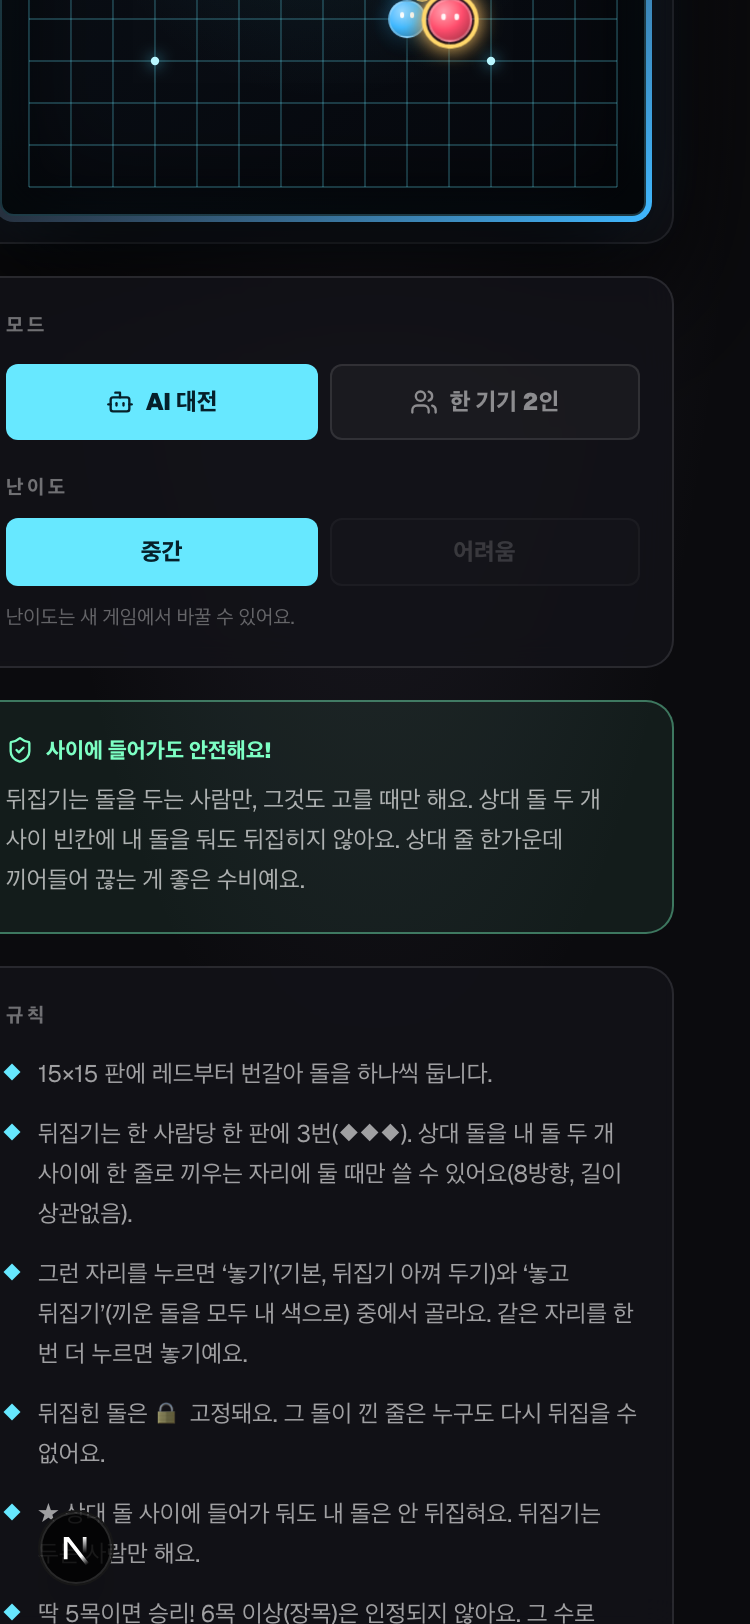 모드
AI 대전
한 기기 2인
난이도
중간
어려움
난이도는 새 게임에서 바꿀 수 있어요.
사이에 들어가도 안전해요!
뒤집기는 돌을 두는 사람만, 그것도 고를 때만 해요. 상대 돌 두 개
사이 빈칸에 내 돌을 둬도 뒤집히지 않아요. 상대 줄 한가운데
끼어들어 끊는 게 좋은 수비예요.
규칙
15×15 판에 레드부터 번갈아 돌을 하나씩 둡니다.
뒤집기는 한 사람당 한 판에 3번(◆◆◆). 상대 돌을 내 돌 두 개
사이에 한 줄로 끼우는 자리에 둘 때만 쓸 수 있어요(8방향, 길이
상관없음).
그런 자리를 누르면 ‘놓기’(기본, 뒤집기 아껴 두기)와 ‘놓고
뒤집기’(끼운 돌을 모두 내 색으로) 중에서 골라요. 같은 자리를 한
번 더 누르면 놓기예요.
뒤집힌 돌은 🔒 고정돼요. 그 돌이 낀 줄은 누구도 다시 뒤집을 수
없어요.
★ 상대 돌 사이에 들어가 둬도 내 돌은 안 뒤집혀요. 뒤집기는
두는 사람만 해요.
N
딱 5목이면 승리! 6목 이상(장목)은 인정되지 않아요. 그 수로